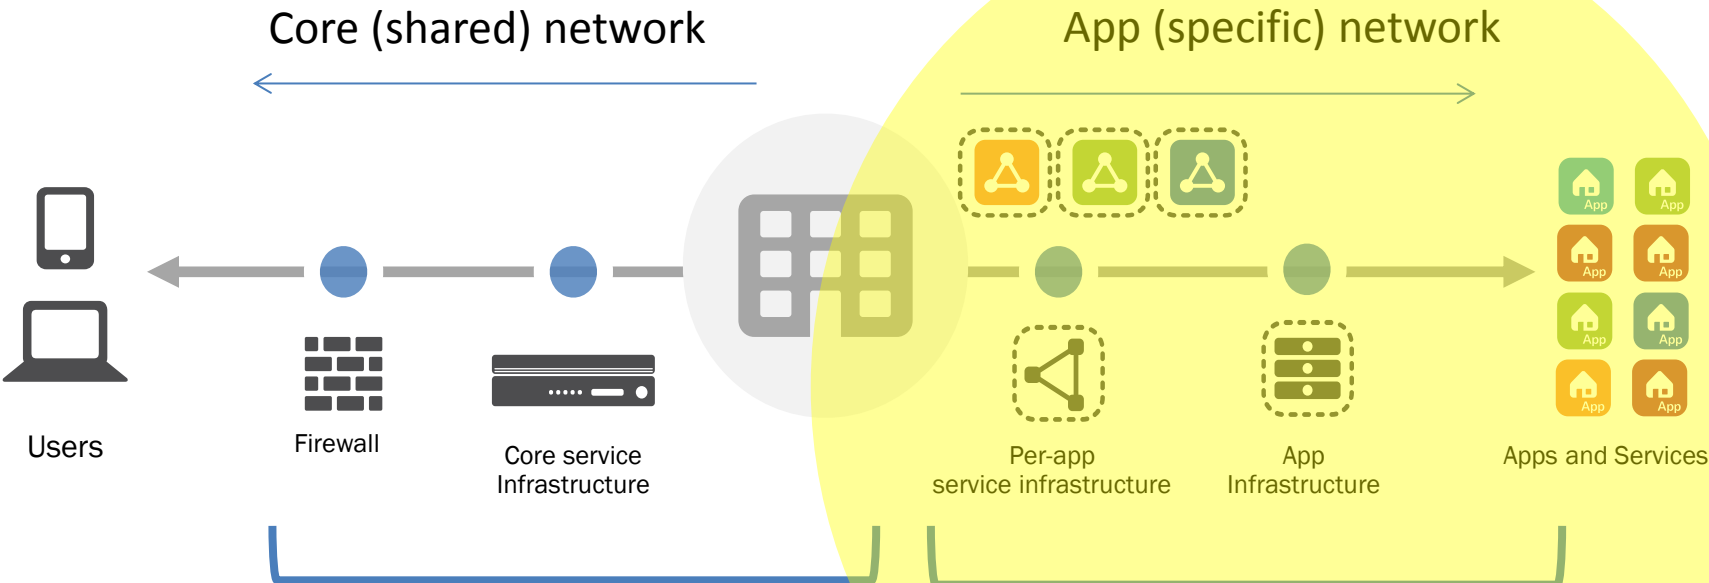 Core (shared) network
App (specific) network
App
App
App
App
App
App
App
App
Users
Firewall
Core service
Infrastructure
Per-app
service infrastructure
App
Infrastructure
Apps and Services